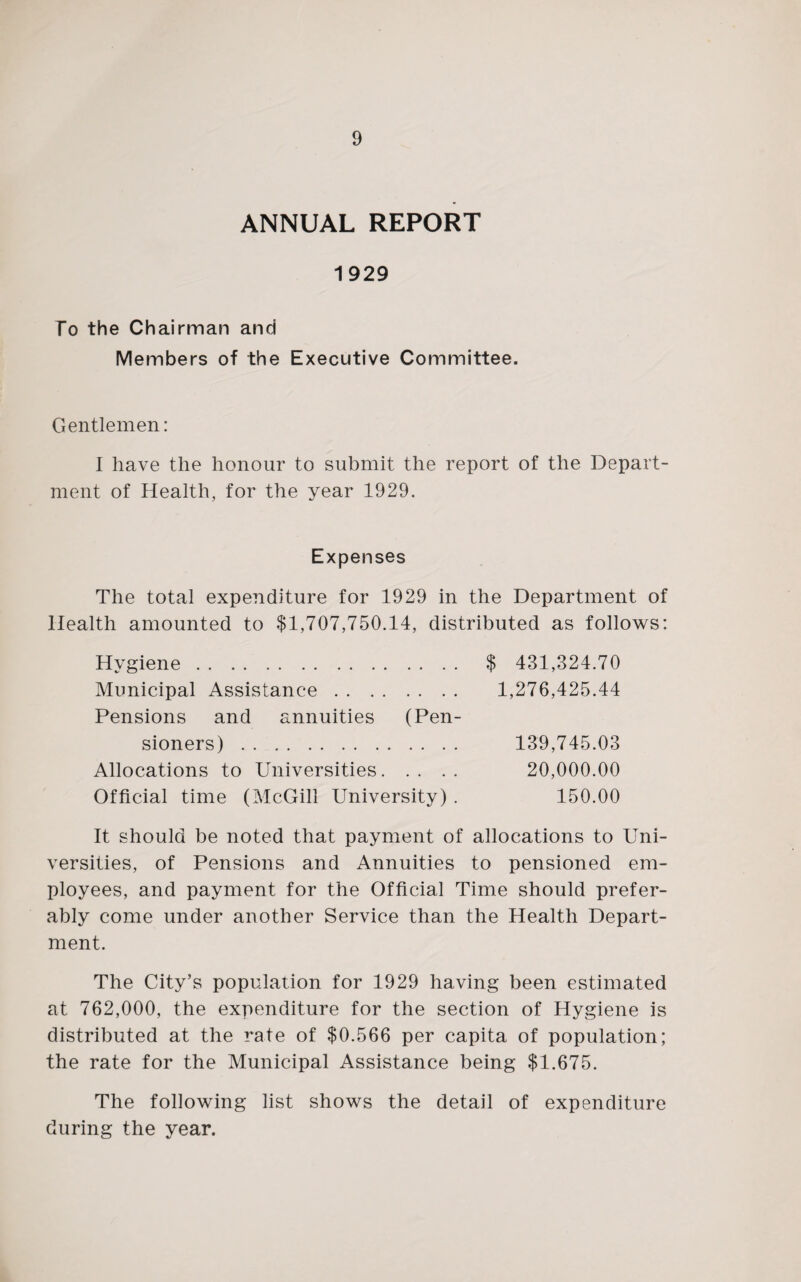 9
ANNUAL REPORT
1929
To the Chairman and
Members of the Executive Committee.
Gentlemen:
I have the honour to submit the report of the Depart-
ment of Health, for the year 1929.
Expenses
The total expenditure for 1929 in the Department of
Health amounted to $1,707,750.14, distributed as follows:
Hygiene . . . . . . . . . . . . . . . . $ 431,324.70
Municipal Assistance . . . . . . . . 1,276,425.44
Pensions and annuities (Pen-
sioners) . . . . . . . . . . . . . . 139,745.03
Allocations to Universities. . . . . 20,000.00
Official time (McGill University) . 150.00
It should be noted that payment of allocations to Uni-
versities, of Pensions and Annuities to pensioned em-
ployees, and payment for the Official Time should prefer-
ably come under another Service than the Health Depart-
ment.
The City's population for 1929 having been estimated
at 762,000, the expenditure for the section of Hygiene is
distributed at the rate of $0.566 per capita of population;
the rate for the Municipal Assistance being $1.675.
The following list shows the detail of expenditure
during the year.